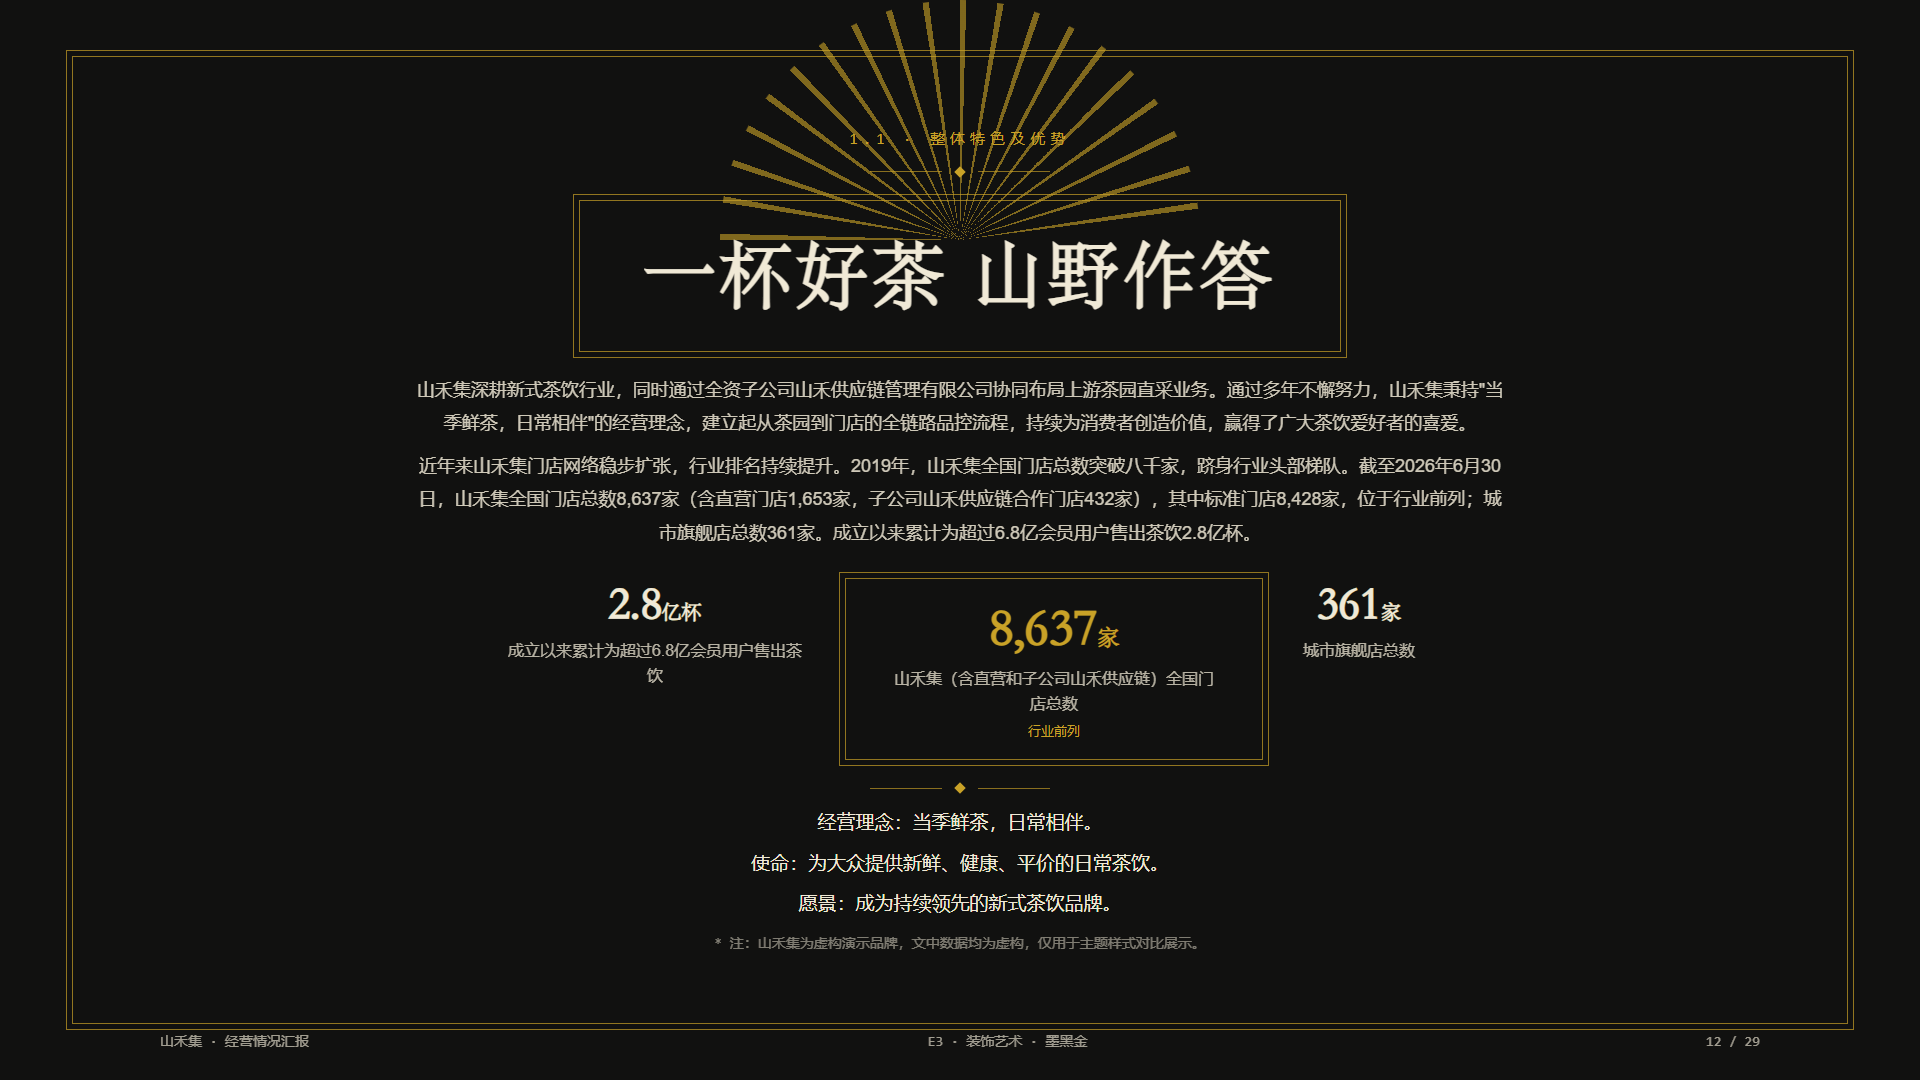 1.1 · 整体特色及优势
一杯好茶 山野作答
山禾集深耕新式茶饮行业，同时通过全资子公司山禾供应链管理有限公司协同布局上游茶园直采业务。通过多年不懈努力，山禾集秉持"当
季鲜茶，日常相伴"的经营理念，建立起从茶园到门店的全链路品控流程，持续为消费者创造价值，赢得了广大茶饮爱好者的喜爱。
近年来山禾集门店网络稳步扩张，行业排名持续提升。2019年，山禾集全国门店总数突破八千家，跻身行业头部梯队。截至2026年6月30
日，山禾集全国门店总数8,637家（含直营门店1,653家，子公司山禾供应链合作门店432家），其中标准门店8,428家，位于行业前列；城
市旗舰店总数361家。成立以来累计为超过6.8亿会员用户售出茶饮2.8亿杯。
2.8亿杯
成立以来累计为超过6.8亿会员用户售出茶
饮
8,637家
山禾集（含直营和子公司山禾供应链）全国门
店总数
行业前列
361家
城市旗舰店总数
经营理念：当季鲜茶，日常相伴。
使命：为大众提供新鲜、健康、平价的日常茶饮。
愿景：成为持续领先的新式茶饮品牌。
* 注：山禾集为虚构演示品牌，文中数据均为虚构，仅用于主题样式对比展示。
山禾集 · 经营情况汇报
E3 · 装饰艺术 · 墨黑金
12 / 29